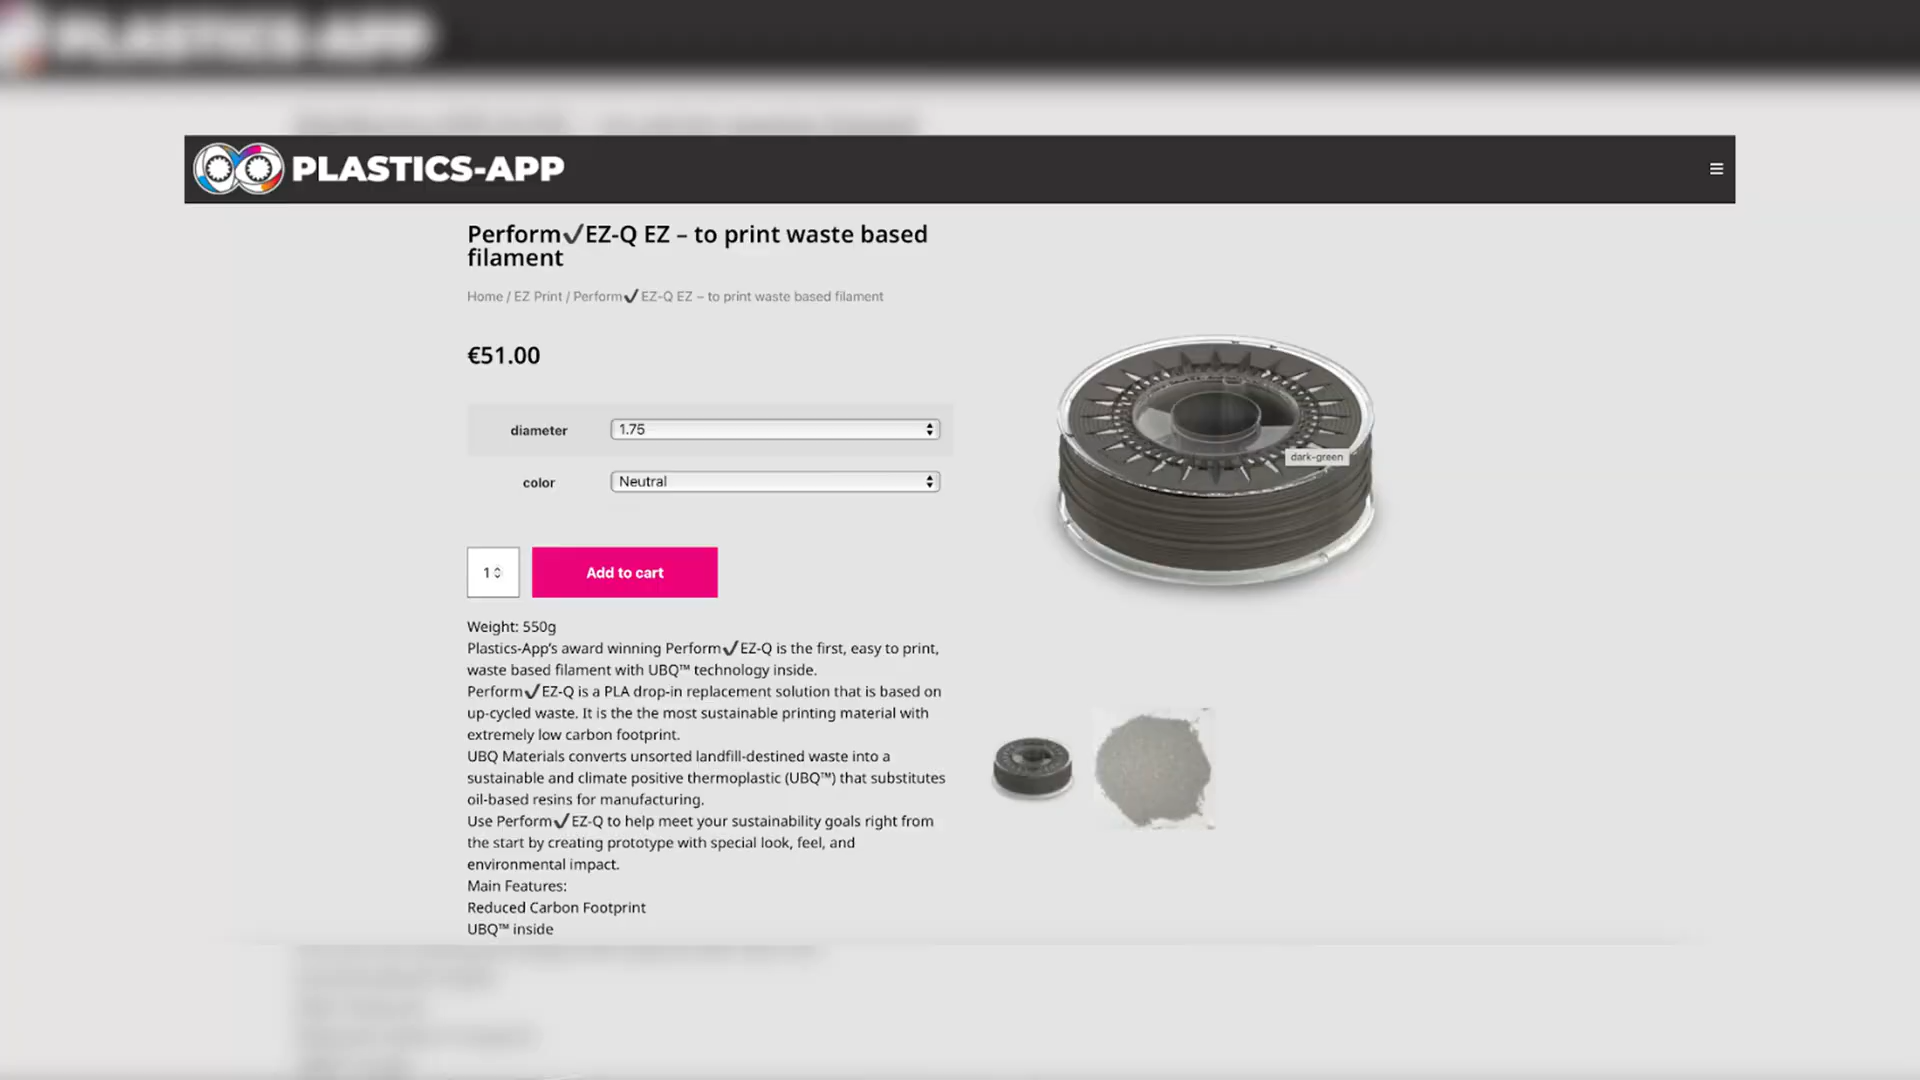 PLASTICS-APP
PLASTICS-APP
Perform✔EZ-Q EZ – to print waste based
filament
Home / EZ Print / Perform✔EZ-Q EZ – to print waste based filament
€51.00
diameter 1.75
color Neutral
1 Add to cart
dark-green
Weight: 550g
Plastics-App's award winning Perform✔EZ-Q is the first, easy to print,
waste based filament with UBQ™ technology inside.
Perform✔EZ-Q is a PLA drop-in replacement solution that is based on
up-cycled waste. It is the the most sustainable printing material with
extremely low carbon footprint.
UBQ Materials converts unsorted landfill-destined waste into a
sustainable and climate positive thermoplastic (UBQ™) that substitutes
oil-based resins for manufacturing.
Use Perform✔EZ-Q to help meet your sustainability goals right from
the start by creating prototype with special look, feel, and
environmental impact.
Main Features:
Reduced Carbon Footprint
UBQ™ inside